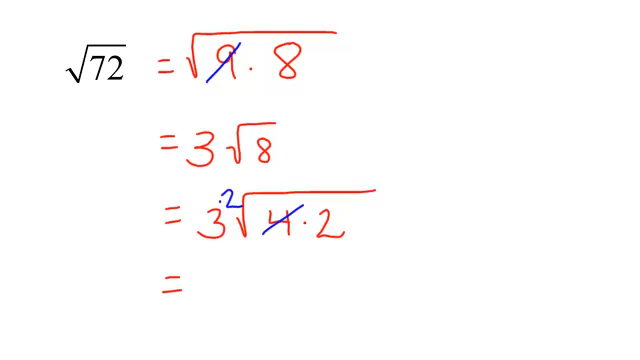 √72 = √9 · 8
= 3 √8
= 3 · 2 √4 · 2
=